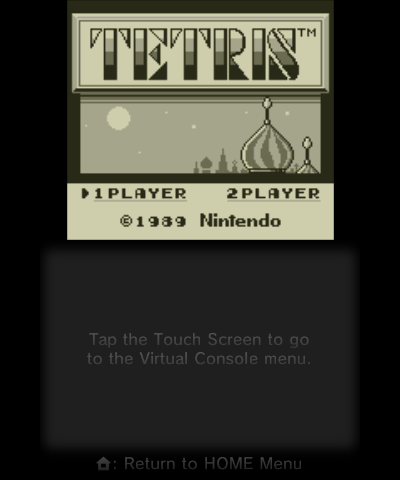 TETRIS™
1PLAYER 2PLAYER
©1989 Nintendo
Tap the Touch Screen to go
to the Virtual Console menu.
: Return to HOME Menu